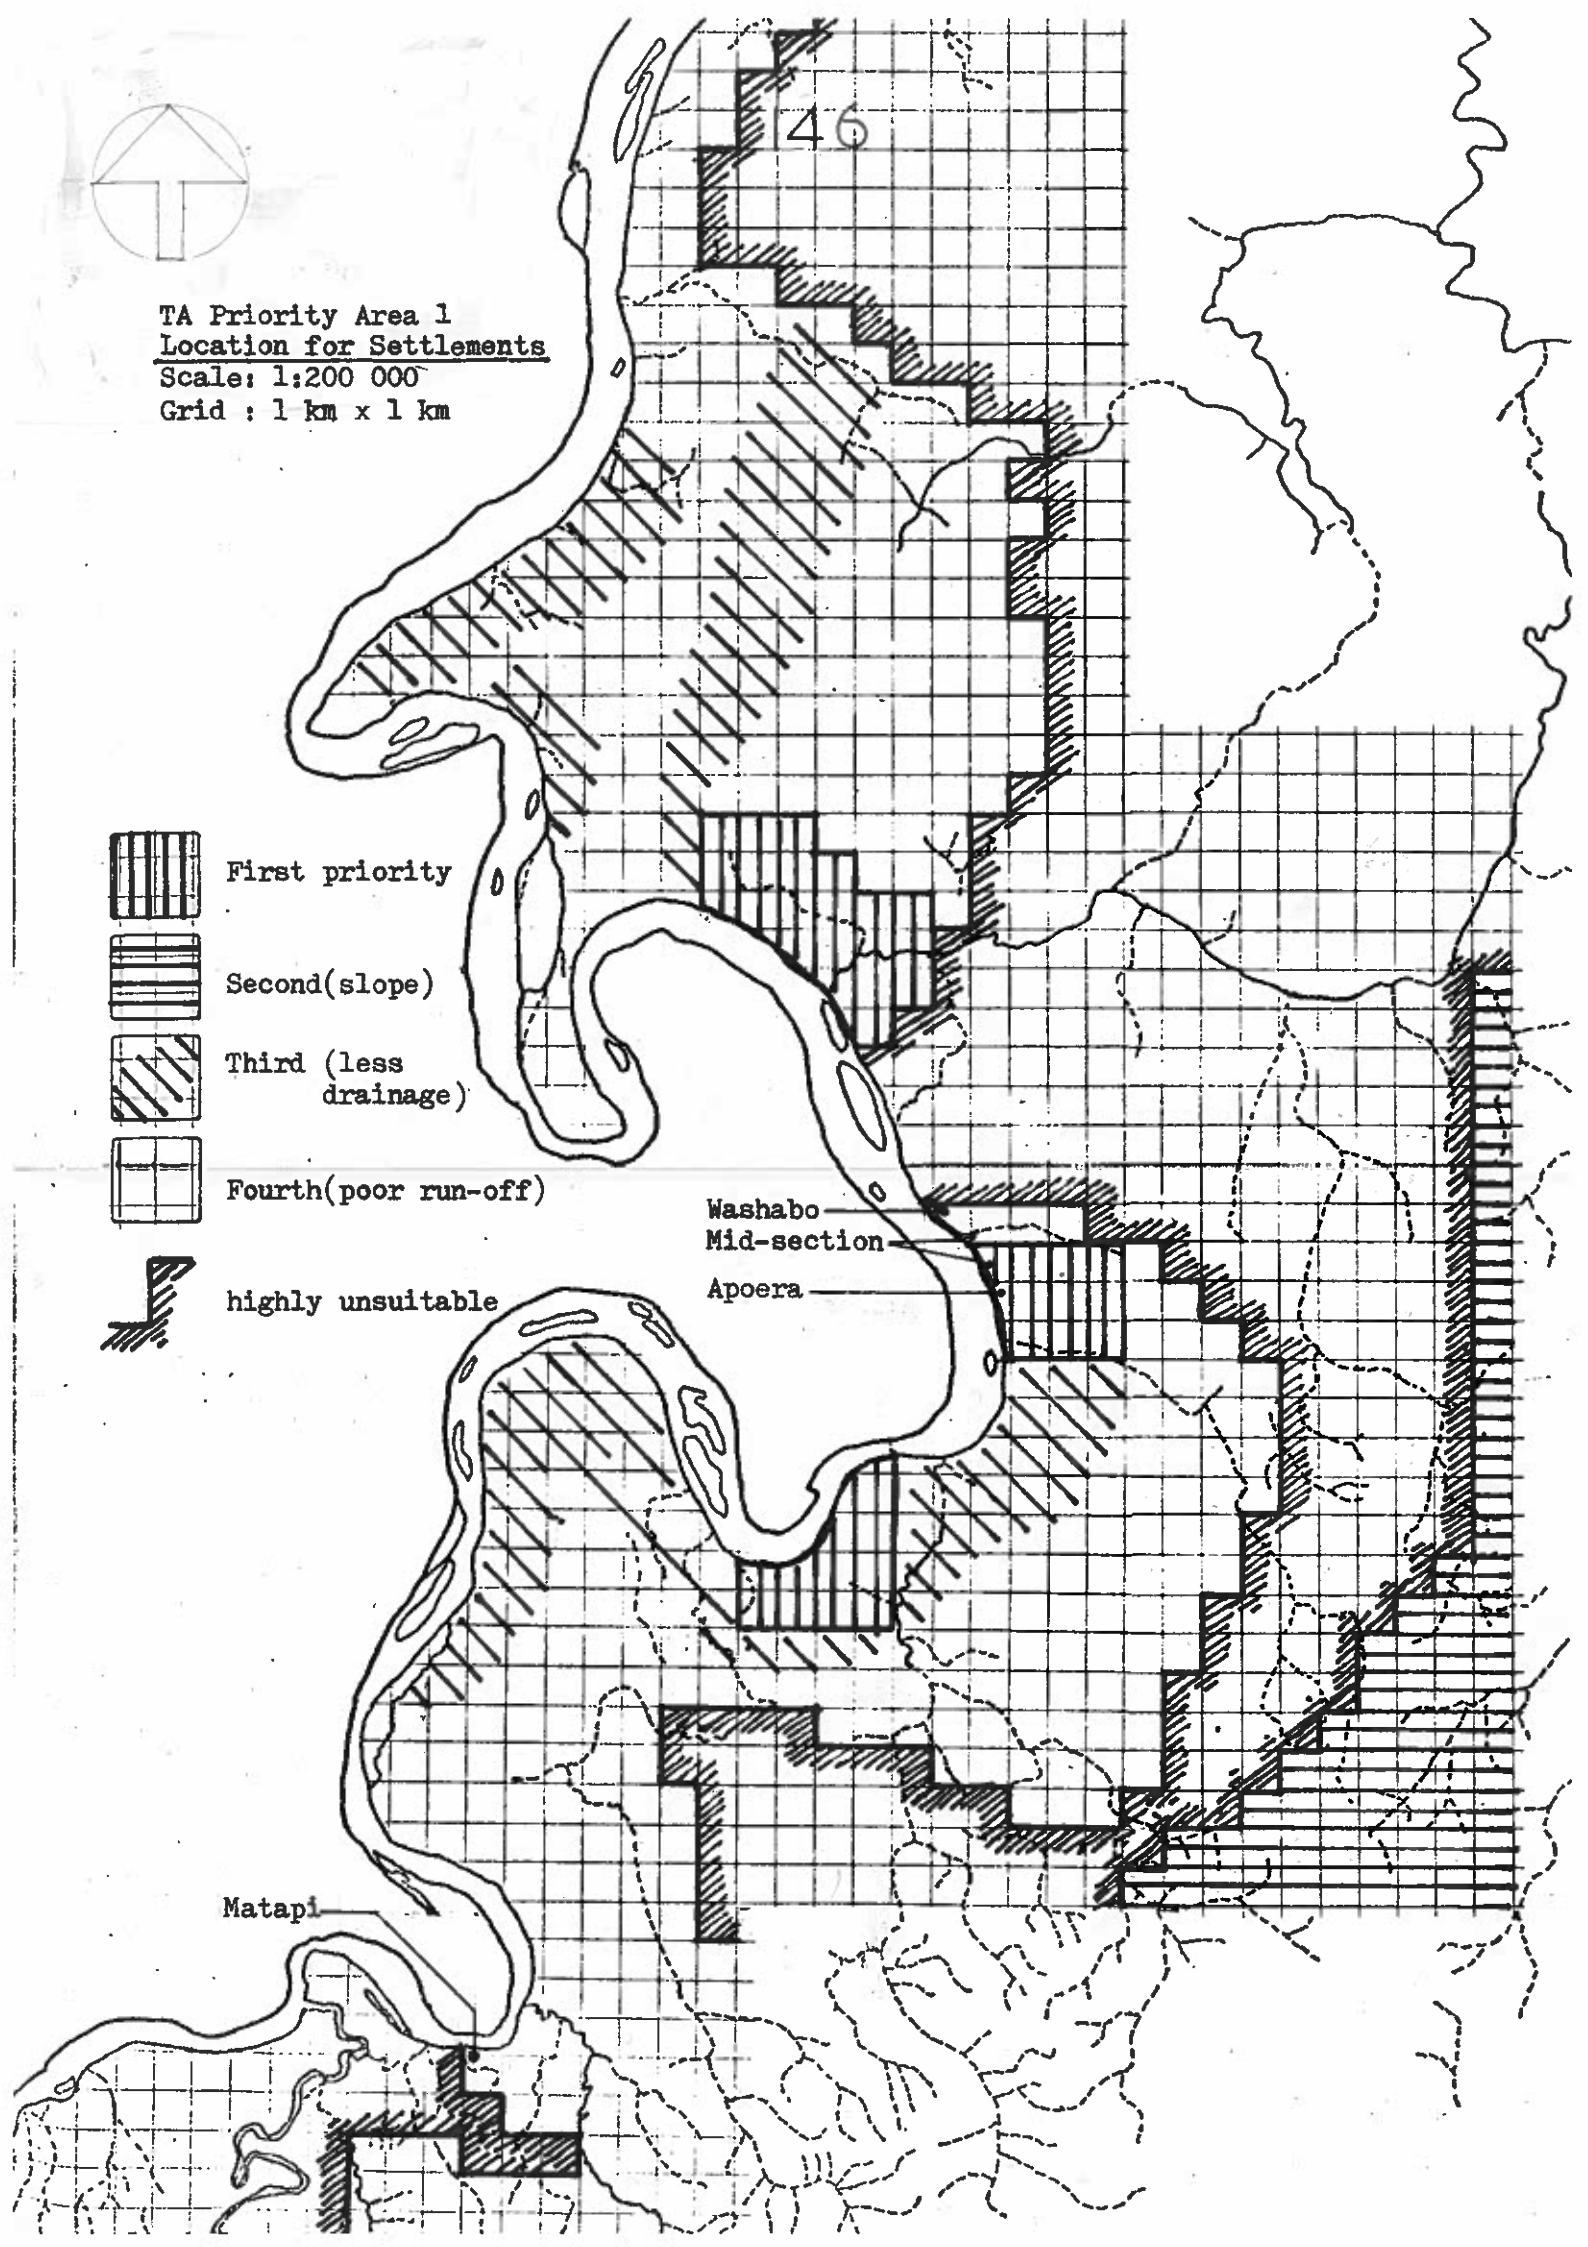 46
TA Priority Area 1
Location for Settlements
Scale: 1:200 000
Grid : 1 km x 1 km
First priority
Second(slope)
Third (less
drainage)
Fourth(poor run-off)
highly unsuitable
Washabo
Mid-section
Apoera
Matapi